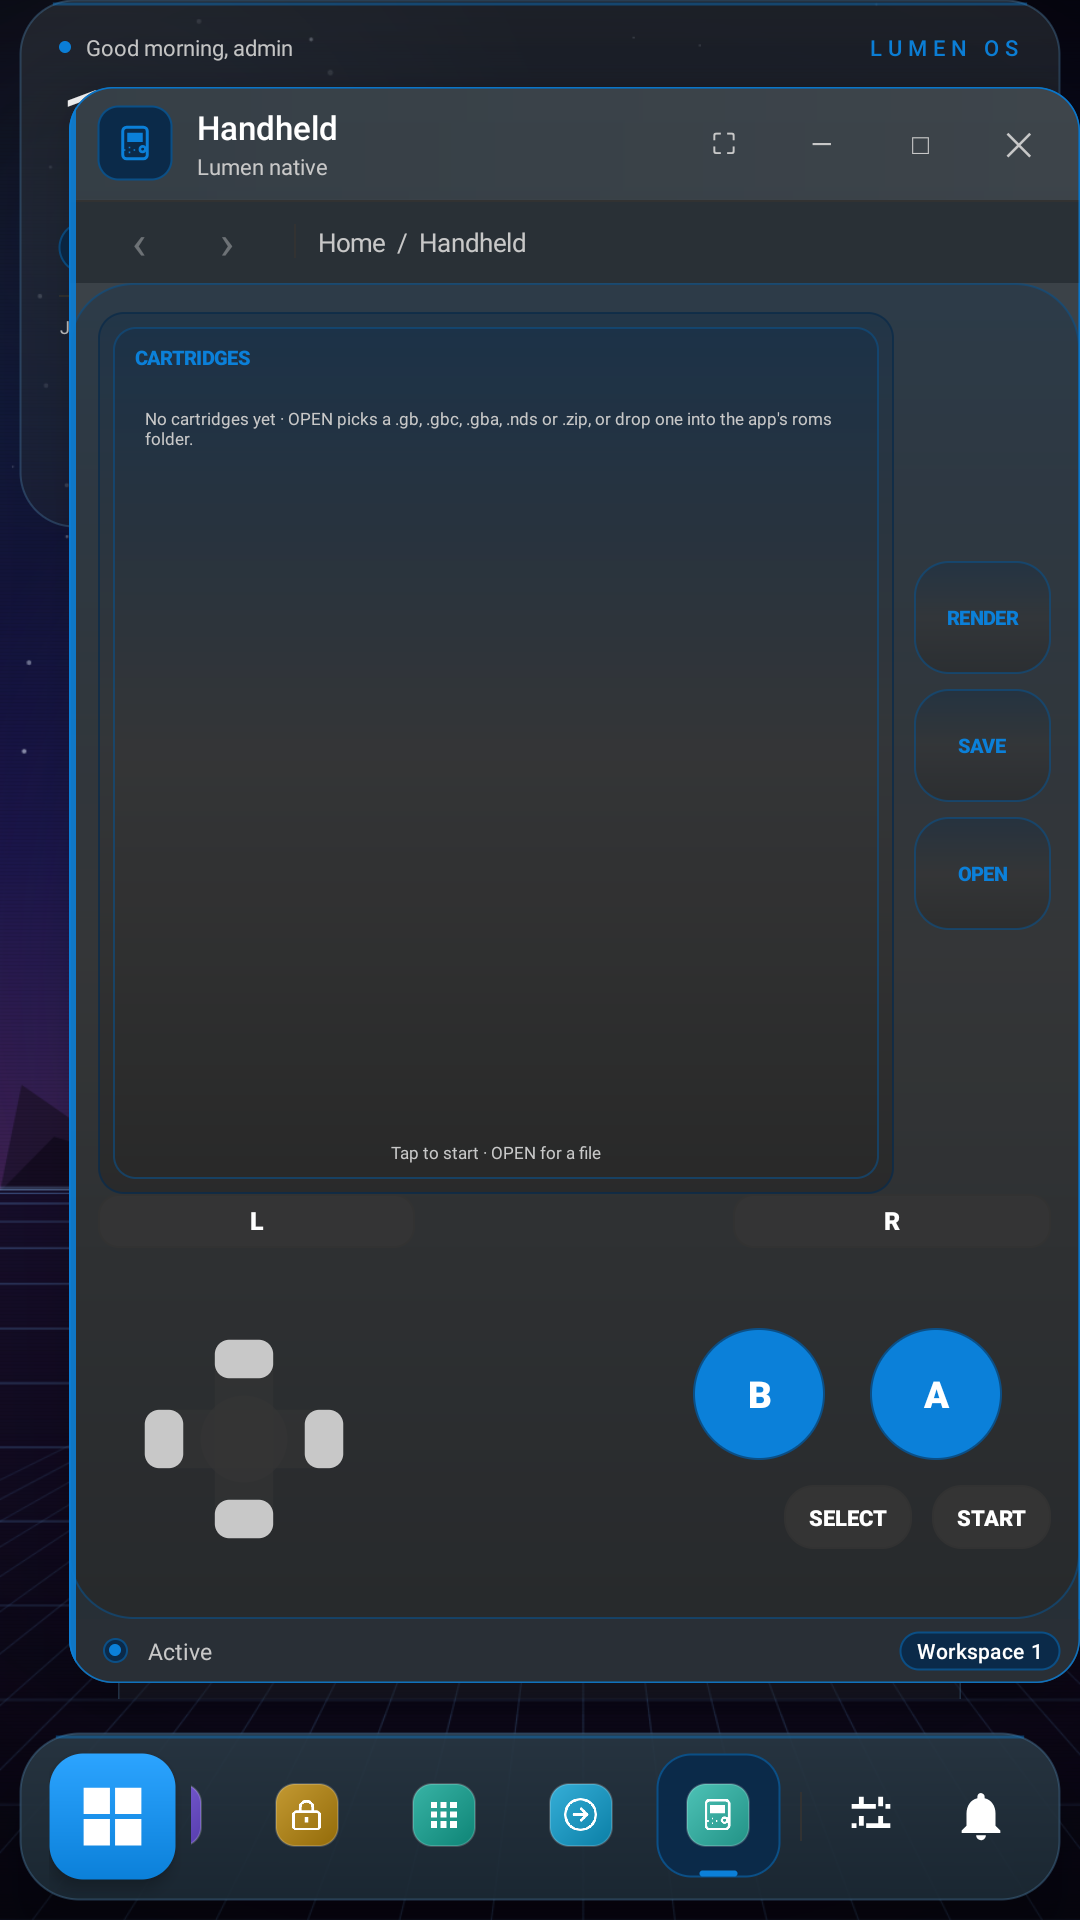 Good morning, admin
LUMEN OS
Handheld
Lumen native
Home / Handheld
CARTRIDGES
No cartridges yet · OPEN picks a .gb, .gbc, .gba, .nds or .zip, or drop one into the app's roms
folder.
RENDER
SAVE
OPEN
Tap to start · OPEN for a file
L
R
B
A
SELECT
START
Active
Workspace 1